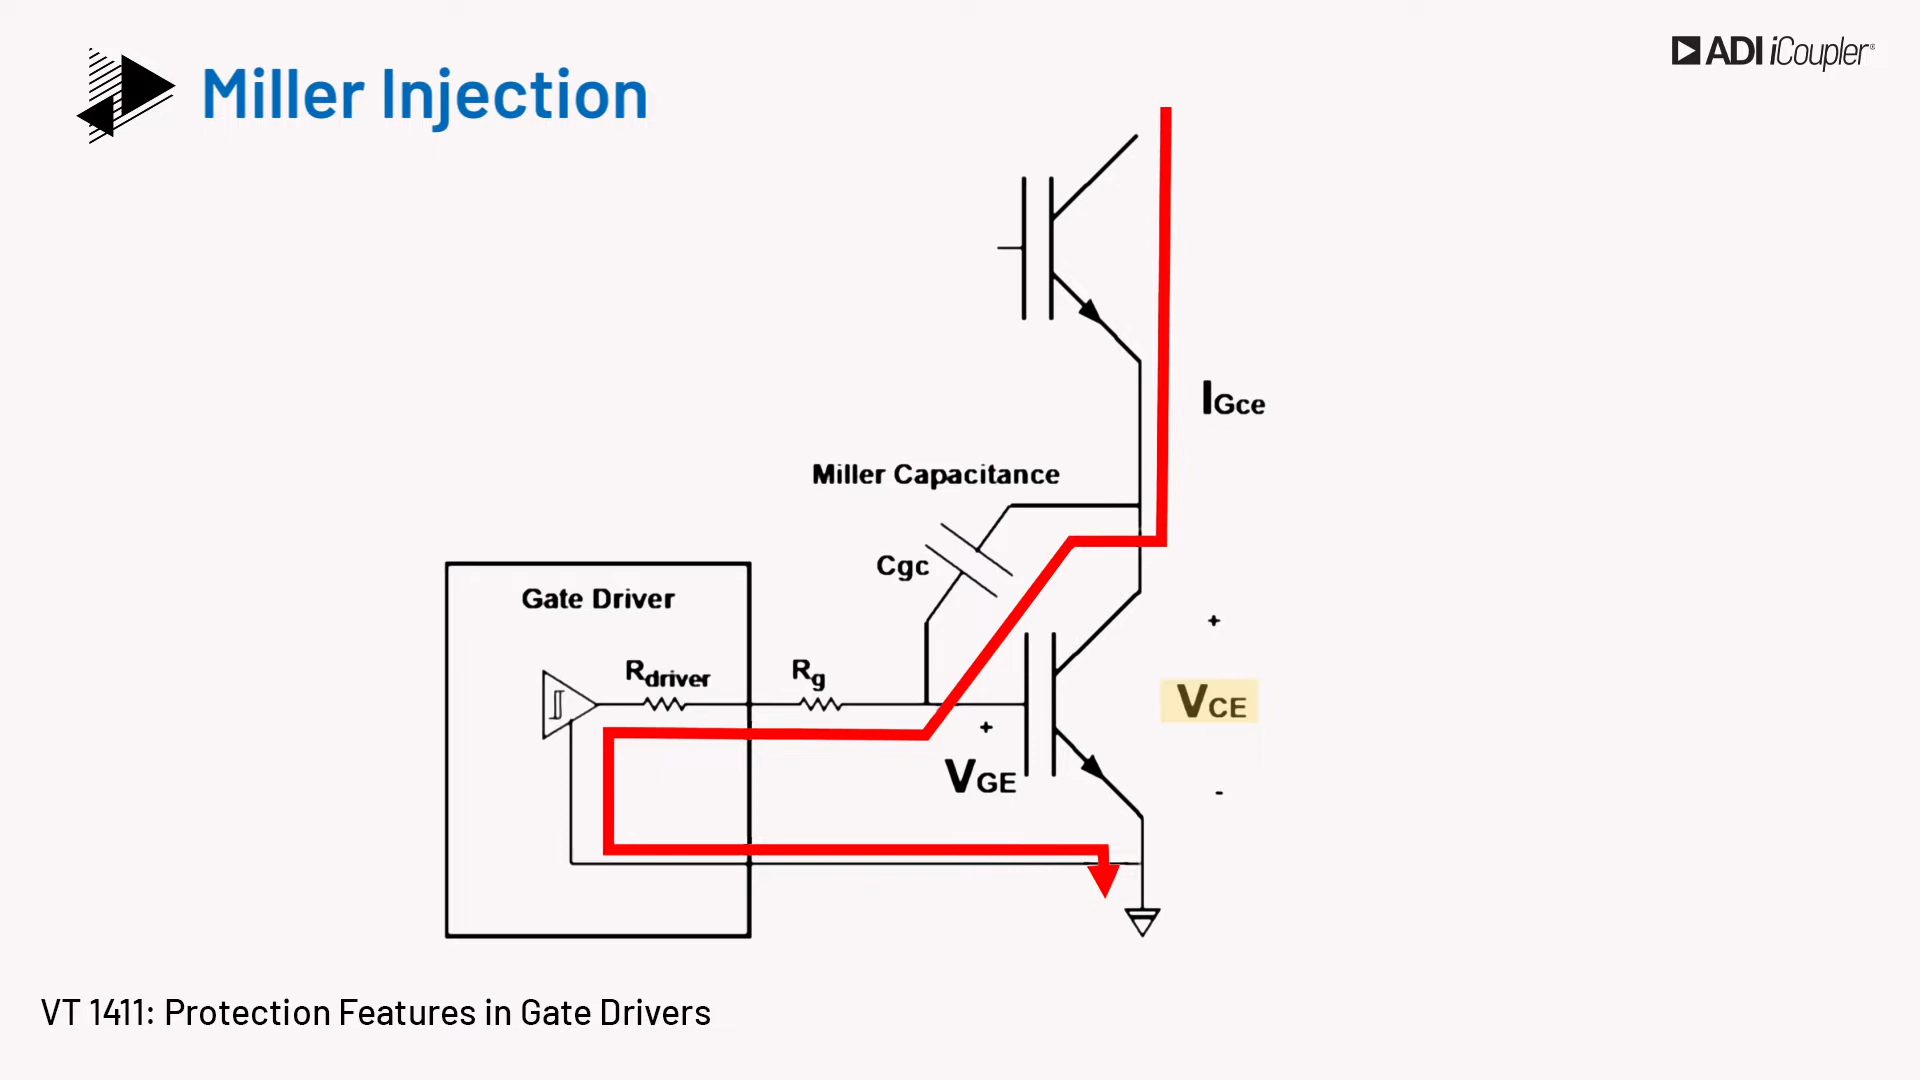 ADI iCoupler®
Miller Injection
IGce
Miller Capacitance
Cgc
Gate Driver
Rdriver
Rg
+
VCE
+
VGE
-
VT 1411: Protection Features in Gate Drivers